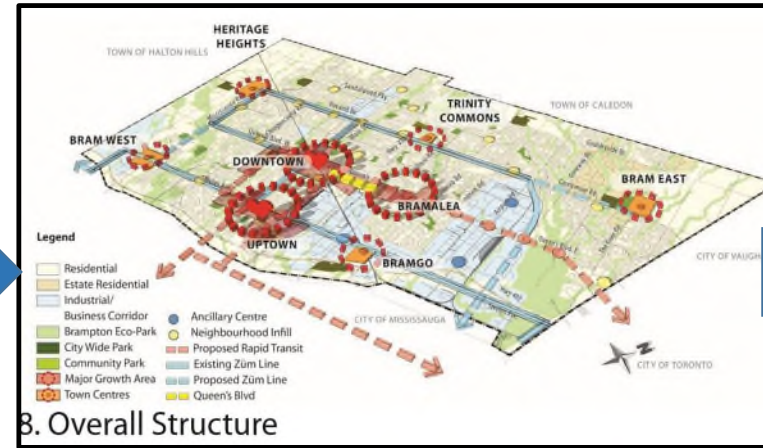 HERITAGE
HEIGHTS
TOWN OF HALTON HILLS
TRINITY
COMMONS
TOWN OF CALEDON
BRAM WEST
DOWNTOWN
BRAM EAST
BRAMALEA
UPTOWN
BRAMGO
CITY OF VAUGH
CITY OF MISSISSAUGA
CITY OF TORONTO
N
Legend
Residential
Estate Residential
Industrial/
Business Corridor
Brampton Eco-Park
City Wide Park
Community Park
Major Growth Area
Town Centres
Ancillary Centre
Neighbourhood Infill
Proposed Rapid Transit
Existing Züm Line
Proposed Züm Line
Queen's Blvd
8. Overall Structure